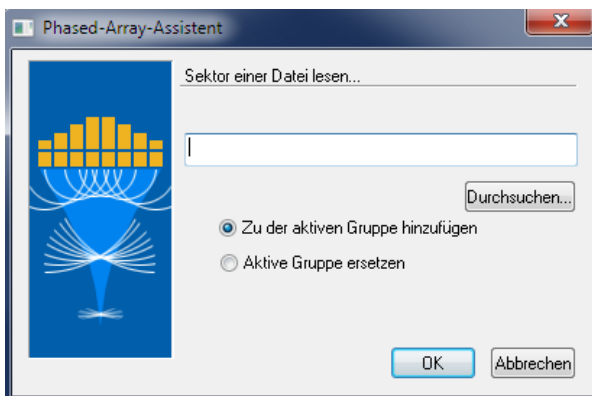 Phased-Array-Assistent
Sektor einer Datei lesen...
Durchsuchen...
Zu der aktiven Gruppe hinzufügen
Aktive Gruppe ersetzen
OK
Abbrechen